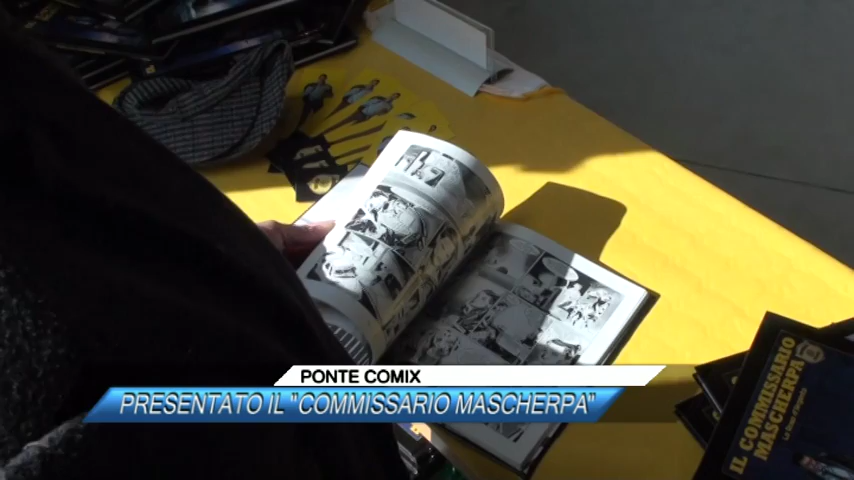 PONTE COMIX
PRESENTATO IL "COMMISSARIO MASCHERPA"
IL COMMISSARIO
MASCHERPA